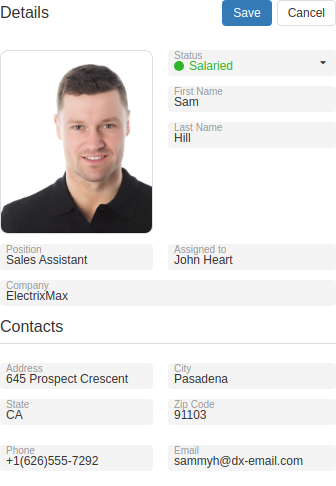 Details
Save
Cancel
Status
Salaried
First Name
Sam
Last Name
Hill
Position
Sales Assistant
Assigned to
John Heart
Company
ElectrixMax
Contacts
Address
645 Prospect Crescent
City
Pasadena
State
CA
Zip Code
91103
Phone
+1(626)555-7292
Email
sammyh@dx-email.com